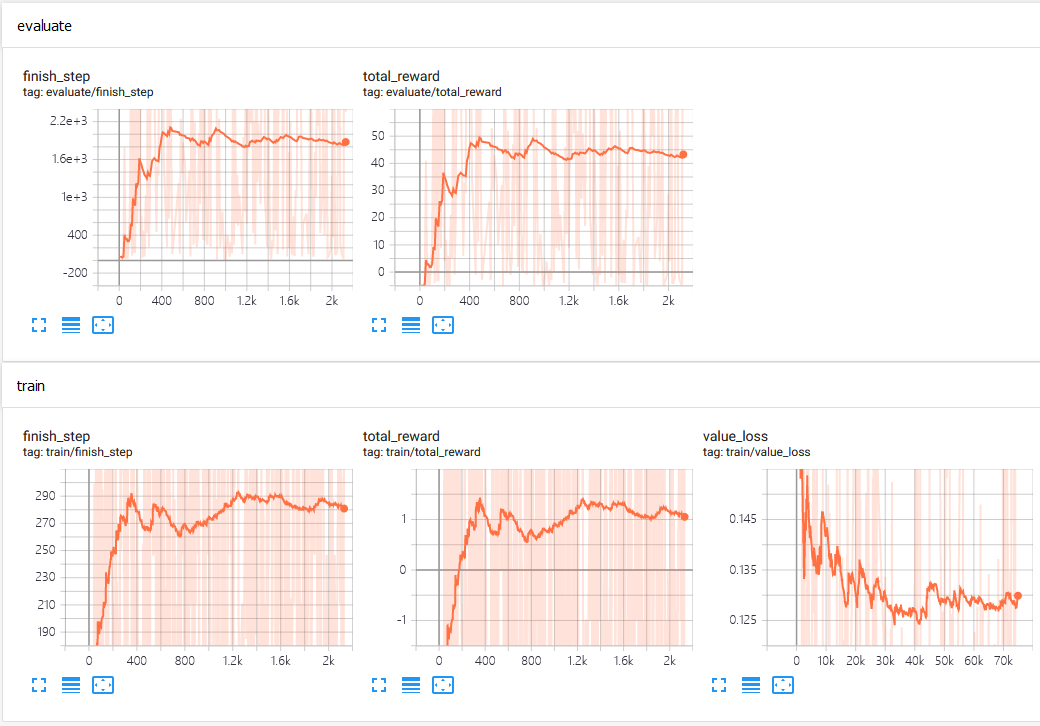 evaluate
finish_step
tag: evaluate/finish_step
2.2e+3
1.6e+3
1e+3
400
-200
0 400 800 1.2k 1.6k 2k
total_reward
tag: evaluate/total_reward
50
40
30
20
10
0
0 400 800 1.2k 1.6k 2k
train
finish_step
tag: train/finish_step
290
270
250
230
210
190
0 400 800 1.2k 1.6k 2k
total_reward
tag: train/total_reward
1
0
-1
0 400 800 1.2k 1.6k 2k
value_loss
tag: train/value_loss
0.145
0.135
0.125
0 10k 20k 30k 40k 50k 60k 70k